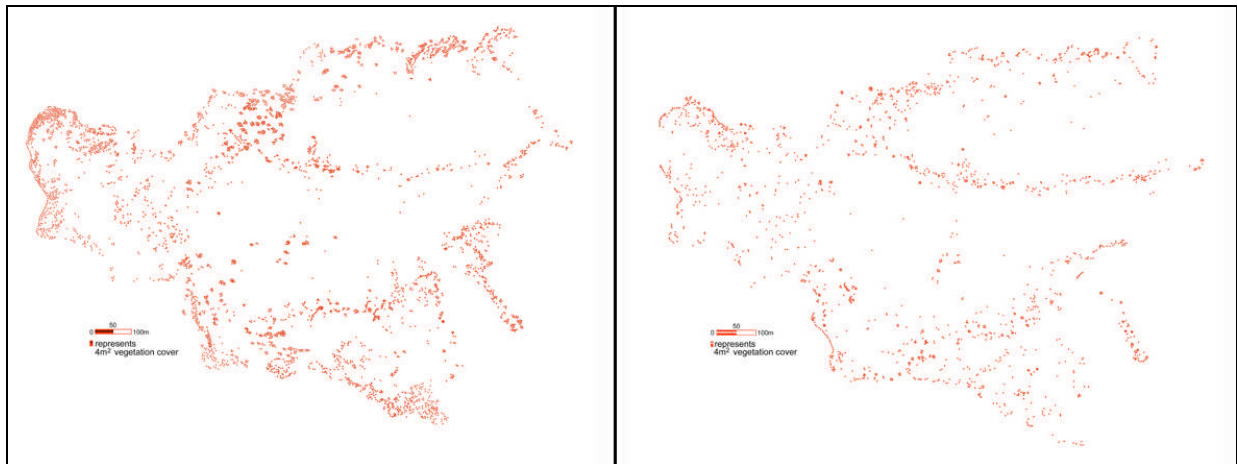 50
0 100m
represents
4m² vegetation cover
50
0 100m
represents
4m² vegetation cover